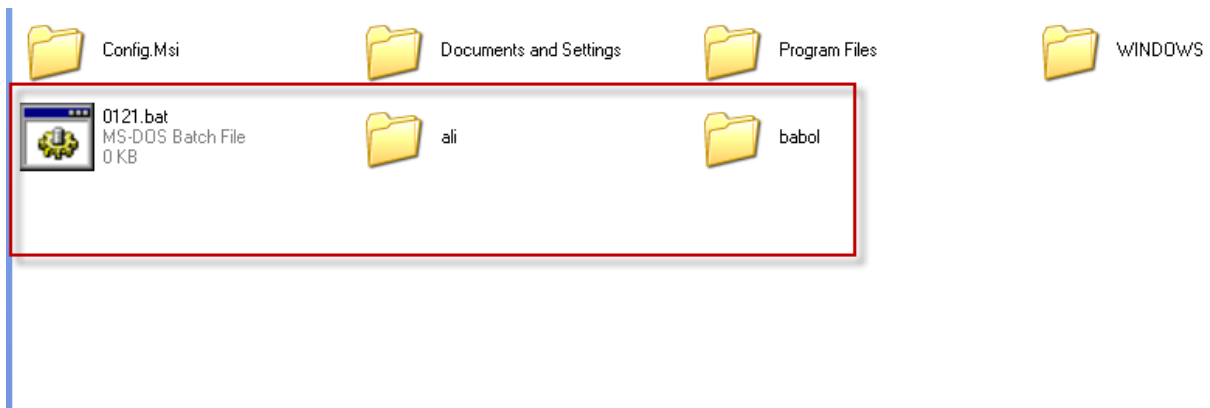 Config.Msi
Documents and Settings
Program Files
WINDOWS
0121.bat
MS-DOS Batch File
0 KB
ali
babol